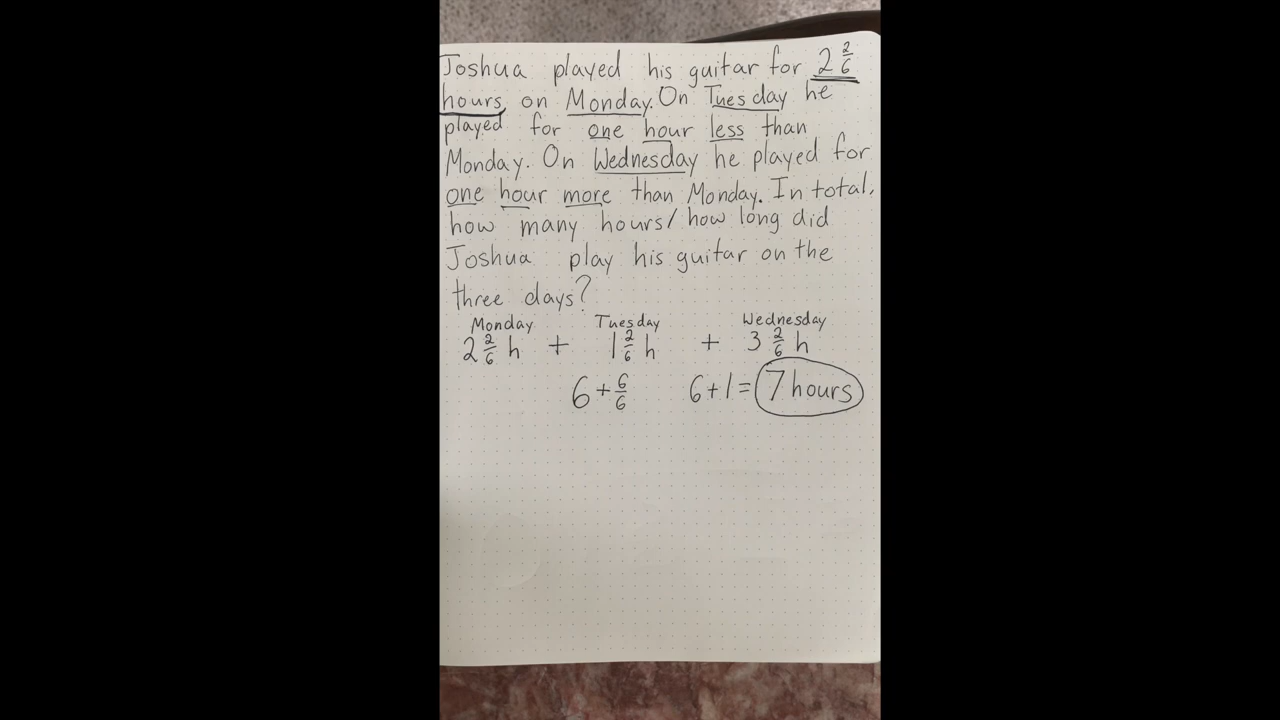 Joshua played his guitar for 2 2/6
hours on Monday. On Tuesday he
played for one hour less than
Monday. On Wednesday he played for
one hour more than Monday. In total,
how many hours/how long did
Joshua play his guitar on the
three days?
Monday Tuesday Wednesday
2 2/6 h + 1 2/6 h + 3 2/6 h
6 + 6/6 6+1= 7 hours